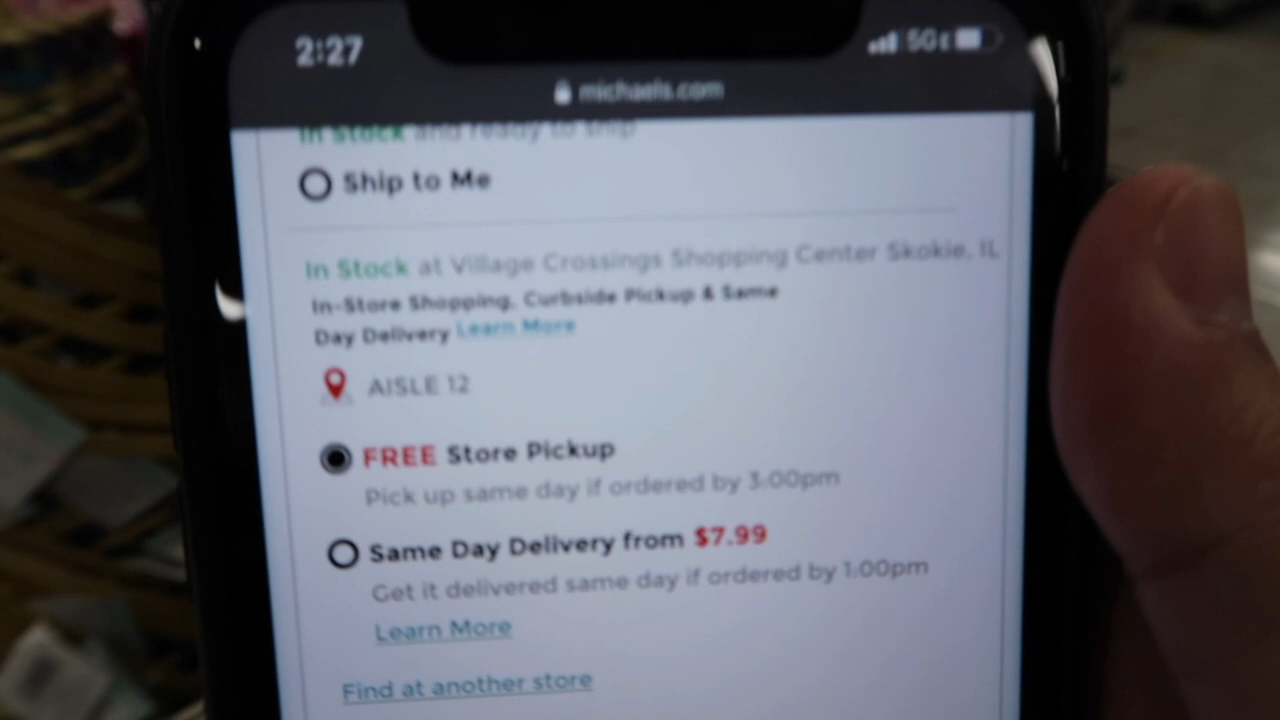 2:27
5G E
michaels.com
In Stock and ready to ship
Ship to Me
In Stock at Village Crossings Shopping Center Skokie, IL
In-Store Shopping, Curbside Pickup & Same
Day Delivery Learn More
AISLE 12
FREE Store Pickup
Pick up same day if ordered by 3:00pm
Same Day Delivery from $7.99
Get it delivered same day if ordered by 1:00pm
Learn More
Find at another store